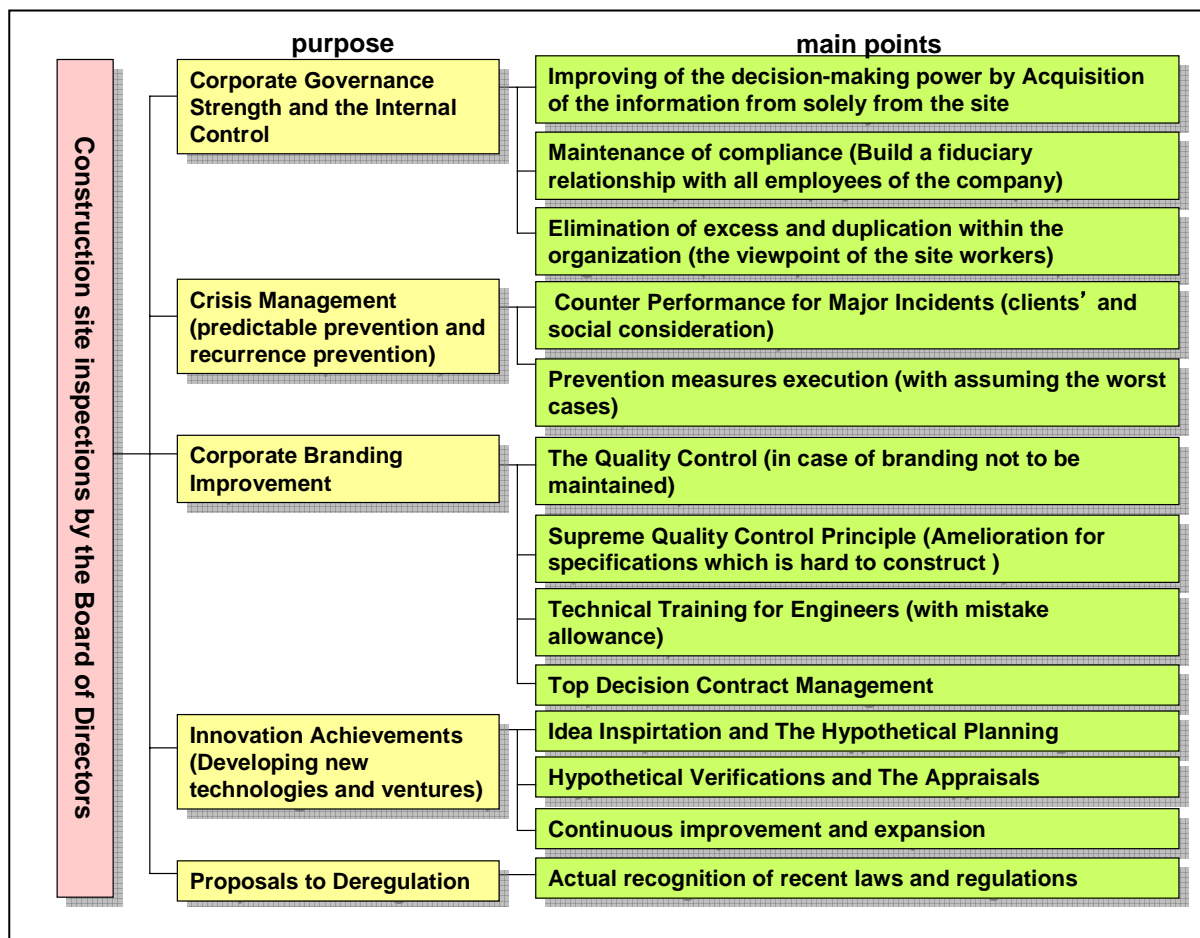 purpose
main points
Construction site inspections by the Board of Directors
Corporate Governance
Strength and the Internal
Control
Improving of the decision-making power by Acquisition
of the information from solely from the site
Maintenance of compliance (Build a fiduciary
relationship with all employees of the company)
Elimination of excess and duplication within the
organization (the viewpoint of the site workers)
Crisis Management
(predictable prevention and
recurrence prevention)
Counter Performance for Major Incidents (clients’ and
social consideration)
Prevention measures execution (with assuming the worst
cases)
Corporate Branding
Improvement
The Quality Control (in case of branding not to be
maintained)
Supreme Quality Control Principle (Amelioration for
specifications which is hard to construct )
Technical Training for Engineers (with mistake
allowance)
Top Decision Contract Management
Innovation Achievements
(Developing new
technologies and ventures)
Idea Inspirtation and The Hypothetical Planning
Hypothetical Verifications and The Appraisals
Continuous improvement and expansion
Proposals to Deregulation
Actual recognition of recent laws and regulations